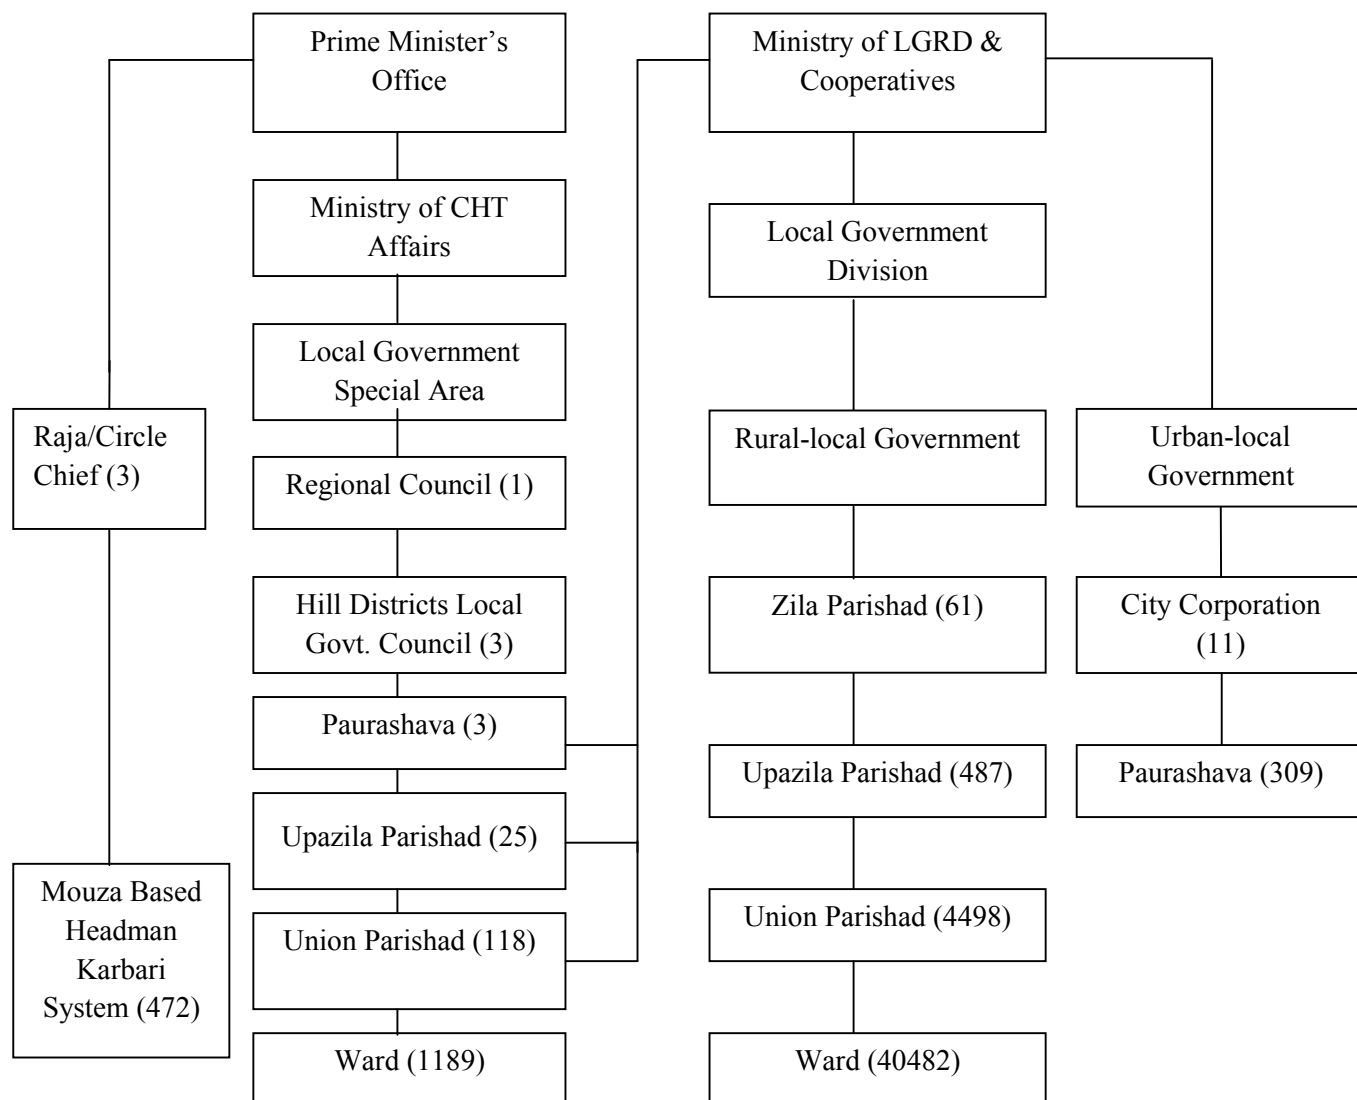 Prime Minister’s
Office
Ministry of LGRD &
Cooperatives
Ministry of CHT
Affairs
Local Government
Division
Local Government
Special Area
Raja/Circle
Chief (3)
Regional Council (1)
Rural-local Government
Urban-local
Government
Hill Districts Local
Govt. Council (3)
Zila Parishad (61)
City Corporation
(11)
Paurashava (3)
Upazila Parishad (487)
Paurashava (309)
Upazila Parishad (25)
Mouza Based
Headman
Karbari
System (472)
Union Parishad (118)
Union Parishad (4498)
Ward (1189)
Ward (40482)